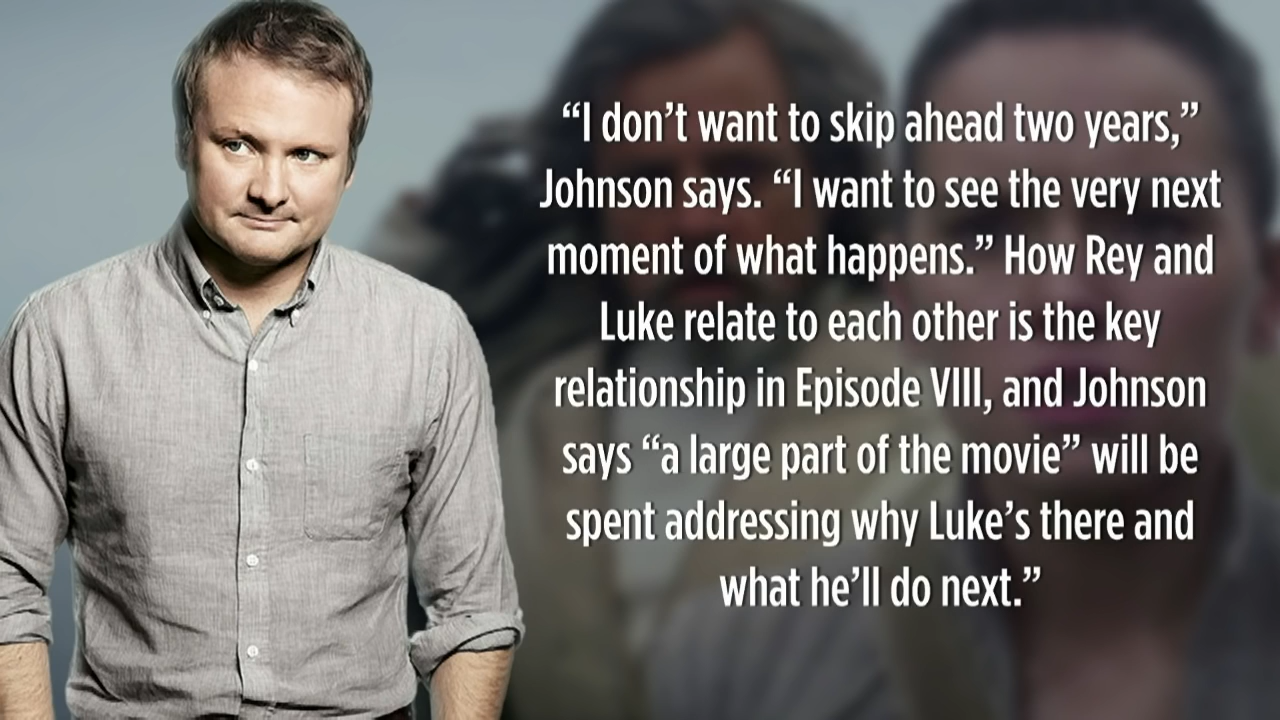 “I don’t want to skip ahead two years,”
Johnson says. “I want to see the very next
moment of what happens.” How Rey and
Luke relate to each other is the key
relationship in Episode VIII, and Johnson
says “a large part of the movie” will be
spent addressing why Luke’s there and
what he’ll do next.”